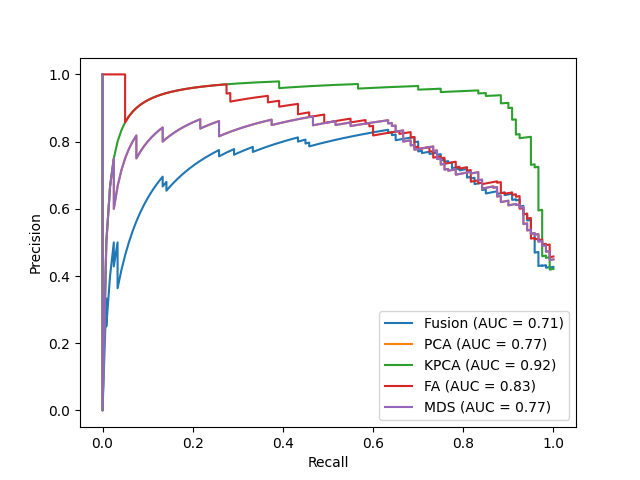 1.0
0.8
0.6
0.4
0.2
0.0
Precision
0.0 0.2 0.4 0.6 0.8 1.0
Recall
Fusion (AUC = 0.71)
PCA (AUC = 0.77)
KPCA (AUC = 0.92)
FA (AUC = 0.83)
MDS (AUC = 0.77)